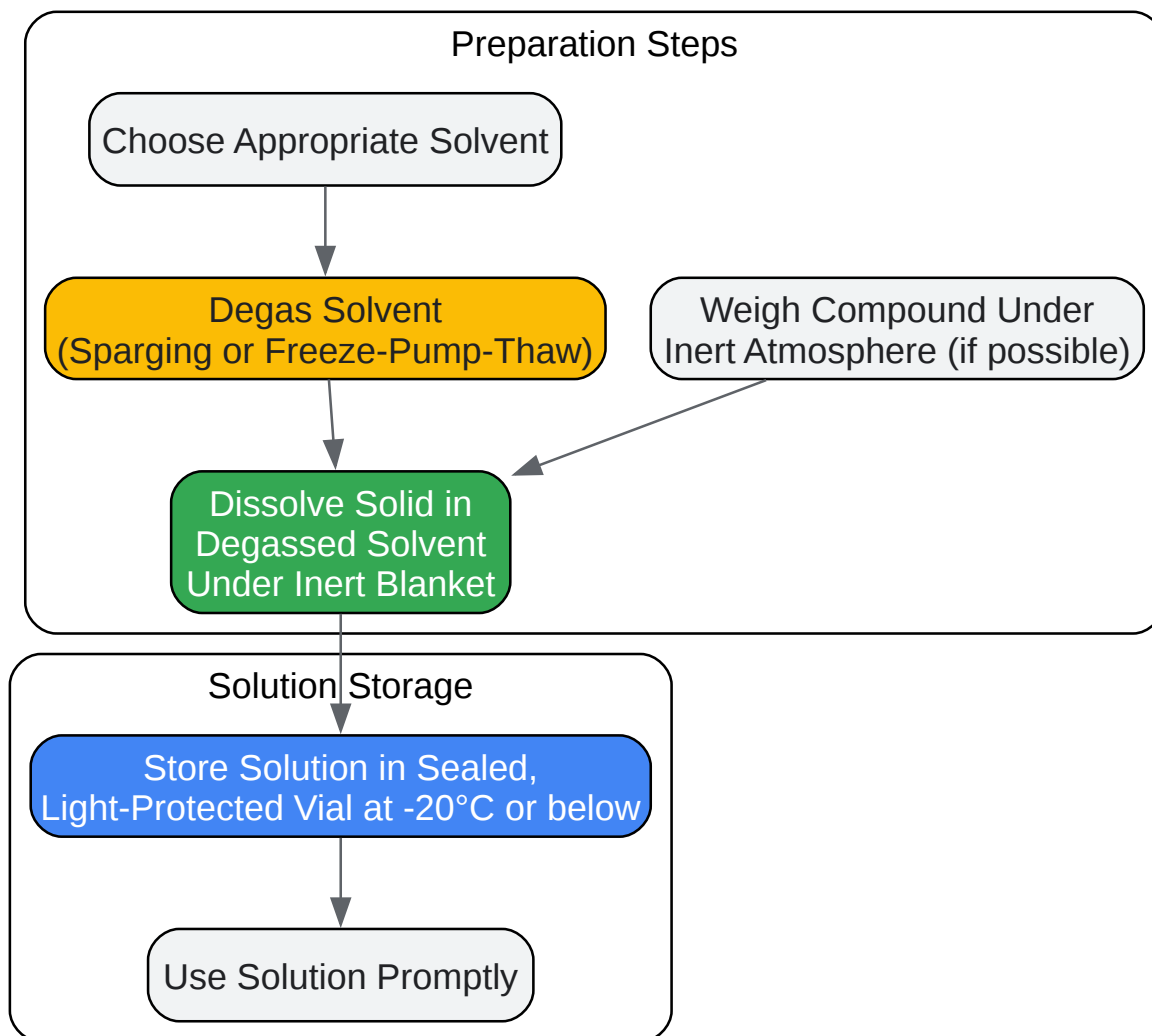 Preparation Steps
Choose Appropriate Solvent
Degas Solvent
(Sparging or Freeze-Pump-Thaw)
Weigh Compound Under
Inert Atmosphere (if possible)
Dissolve Solid in
Degassed Solvent
Under Inert Blanket
Solution Storage
Store Solution in Sealed,
Light-Protected Vial at -20°C or below
Use Solution Promptly